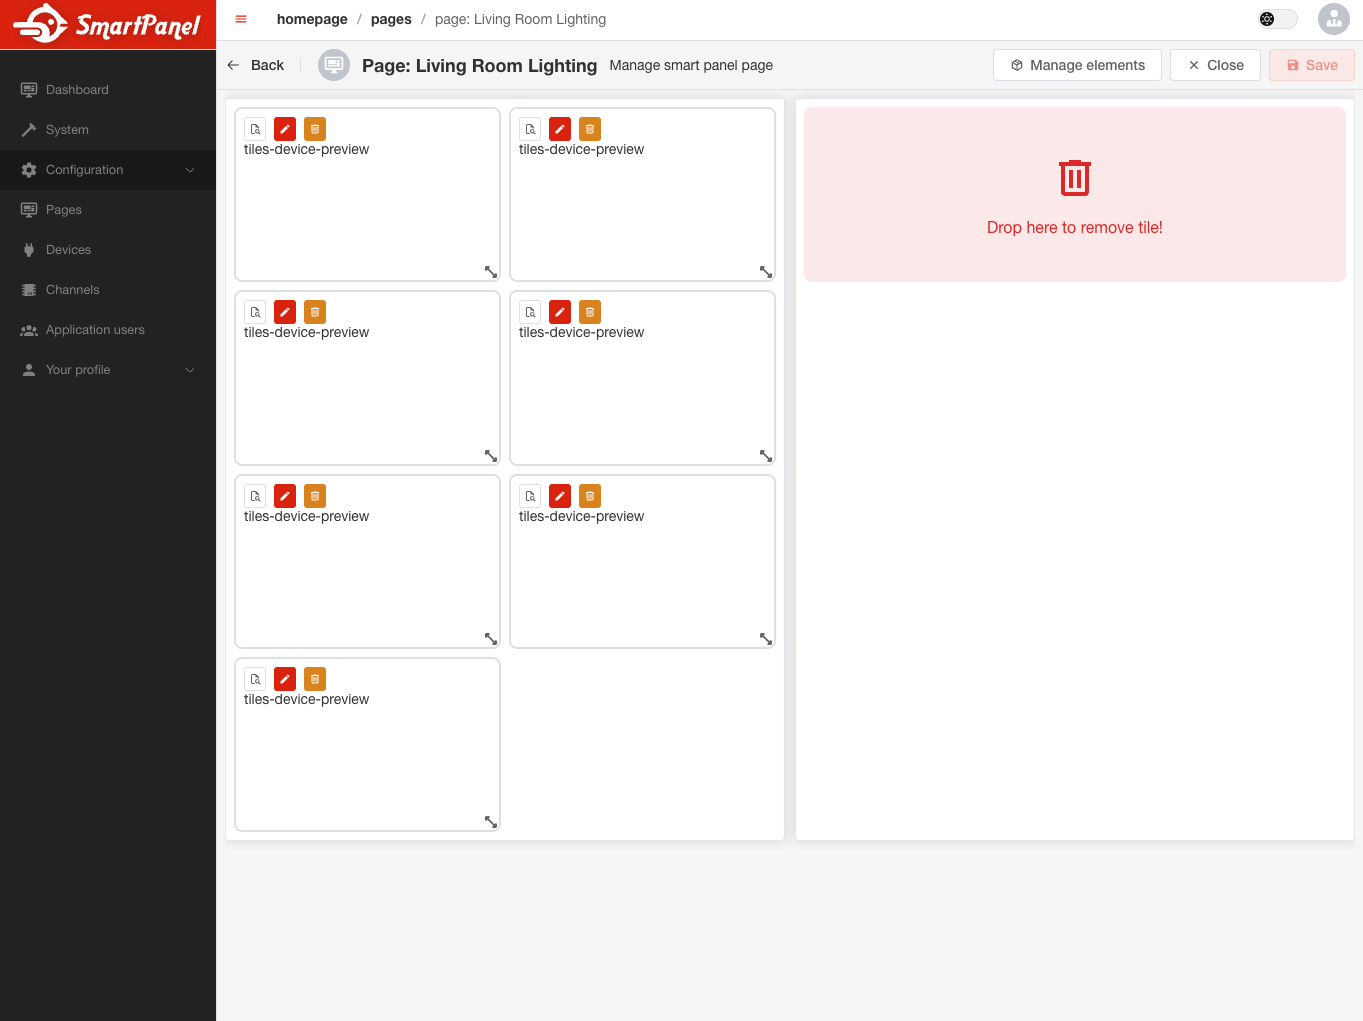 SmartPanel
homepage / pages / page: Living Room Lighting
Back
Page: Living Room Lighting
Manage smart panel page
Manage elements
Close
Save
Dashboard
System
Configuration
Pages
Devices
Channels
Application users
Your profile
tiles-device-preview
tiles-device-preview
tiles-device-preview
tiles-device-preview
tiles-device-preview
tiles-device-preview
tiles-device-preview
Drop here to remove tile!